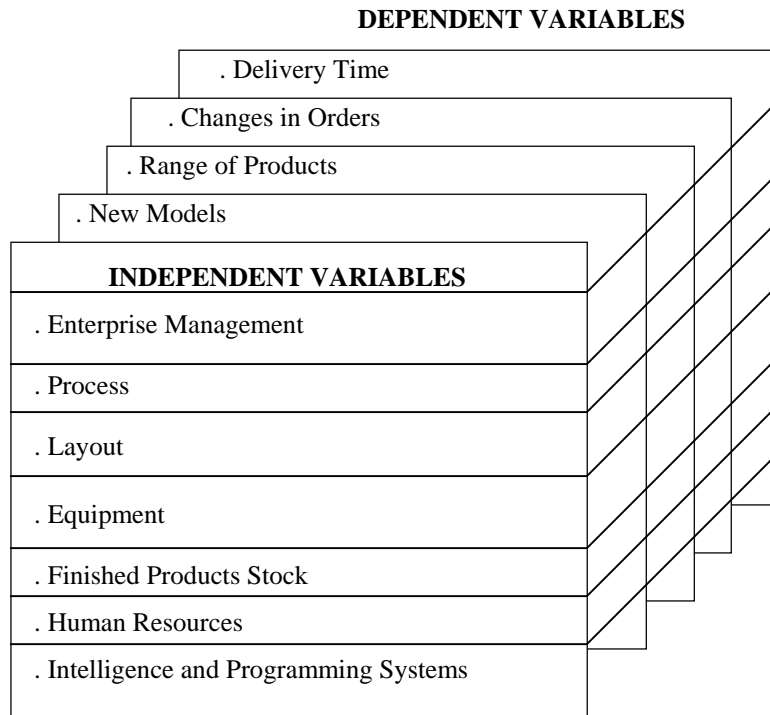 DEPENDENT VARIABLES
. Delivery Time
. Changes in Orders
. Range of Products
. New Models
INDEPENDENT VARIABLES
. Enterprise Management
. Process
. Layout
. Equipment
. Finished Products Stock
. Human Resources
. Intelligence and Programming Systems